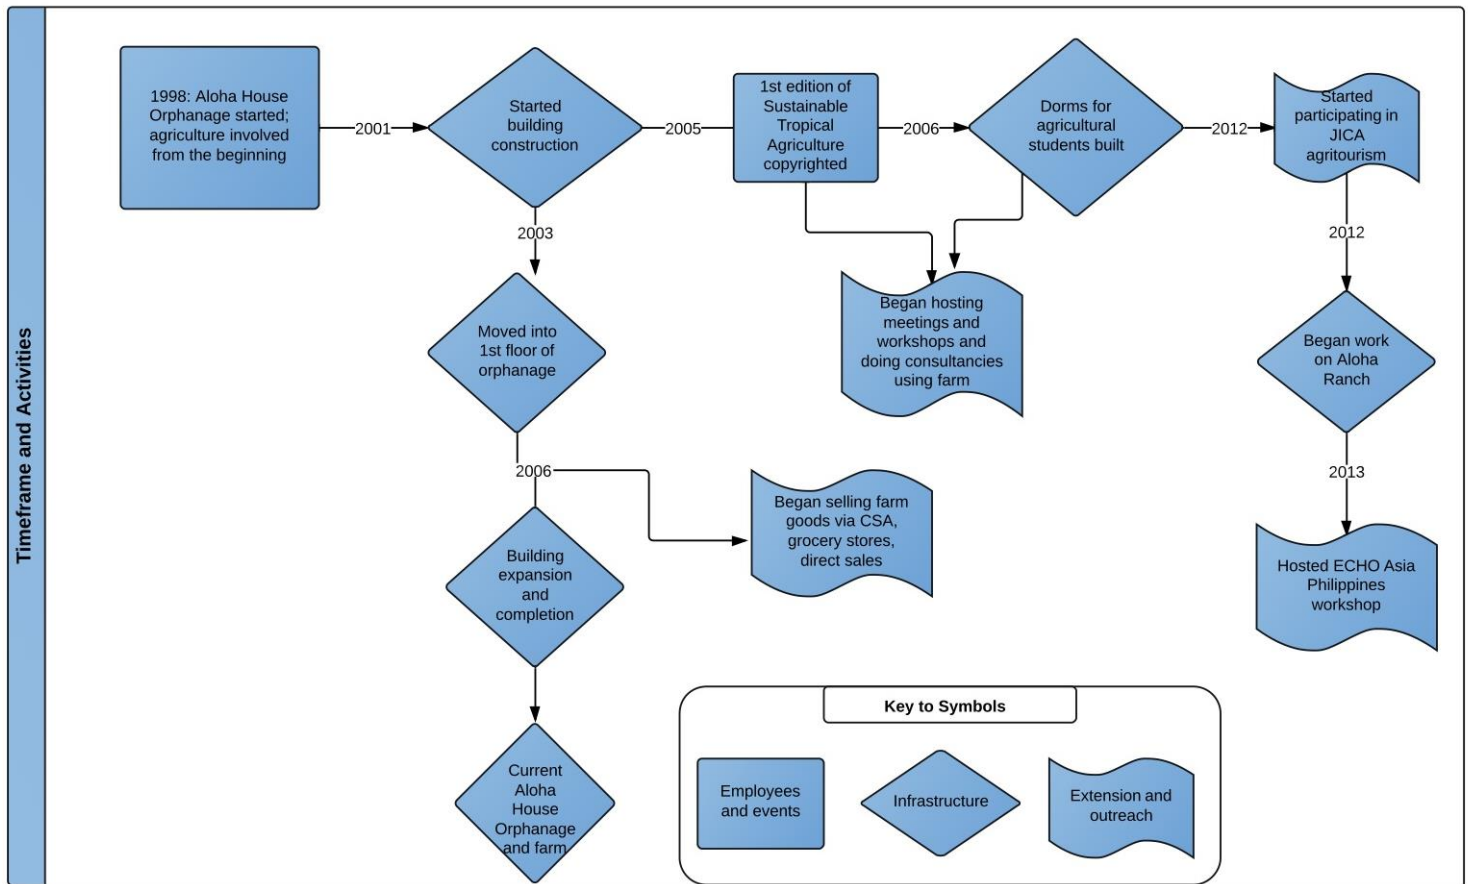 Timeframe and Activities
1998: Aloha House
Orphanage started;
agriculture involved
from the beginning
2001
Started
building
construction
2005
1st edition of
Sustainable
Tropical
Agriculture
copyrighted
2006
Dorms for
agricultural
students built
2012
Started
participating in
JICA
agritourism
2003
2012
Moved into
1st floor of
orphanage
Began hosting
meetings and
workshops and
doing consultancies
using farm
Began work
on Aloha
Ranch
2006
2013
Began selling farm
goods via CSA,
grocery stores,
direct sales
Building
expansion
and
completion
Hosted ECHO Asia
Philippines
workshop
Current
Aloha
House
Orphanage
and farm
Key to Symbols
Employees
and events
Infrastructure
Extension and
outreach